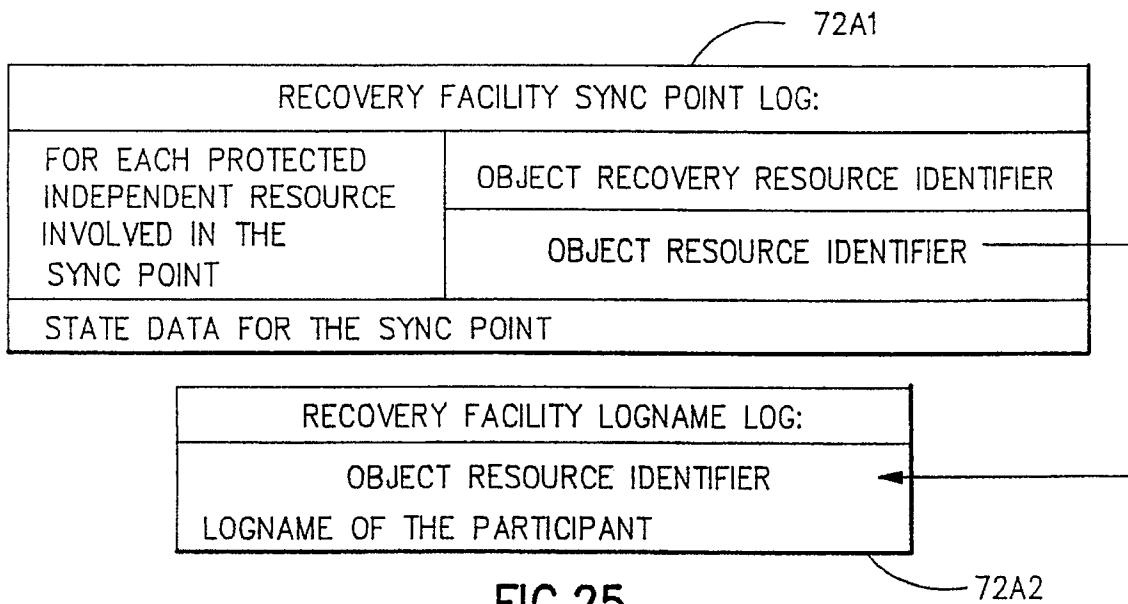 72A1
RECOVERY FACILITY SYNC POINT LOG:
FOR EACH PROTECTED
INDEPENDENT RESOURCE
INVOLVED IN THE
SYNC POINT
OBJECT RECOVERY RESOURCE IDENTIFIER
OBJECT RESOURCE IDENTIFIER
STATE DATA FOR THE SYNC POINT
RECOVERY FACILITY LOGNAME LOG:
OBJECT RESOURCE IDENTIFIER
LOGNAME OF THE PARTICIPANT
72A2
FIG.25